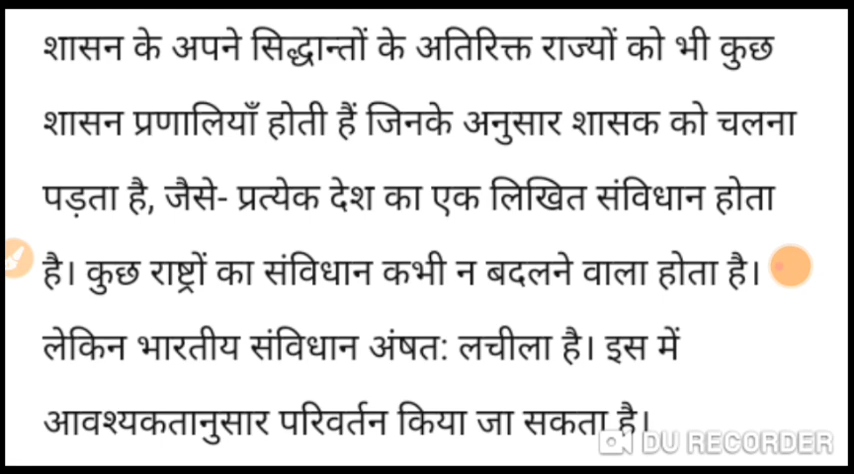 शासन के अपने सिद्धान्तों के अतिरिक्त राज्यों को भी कुछ
शासन प्रणालियाँ होती हैं जिनके अनुसार शासक को चलना
पड़ता है, जैसे- प्रत्येक देश का एक लिखित संविधान होता
है। कुछ राष्ट्रों का संविधान कभी न बदलने वाला होता है।
लेकिन भारतीय संविधान अंषत: लचीला है। इस में
आवश्यकतानुसार परिवर्तन किया जा सकता है।
DU RECORDER